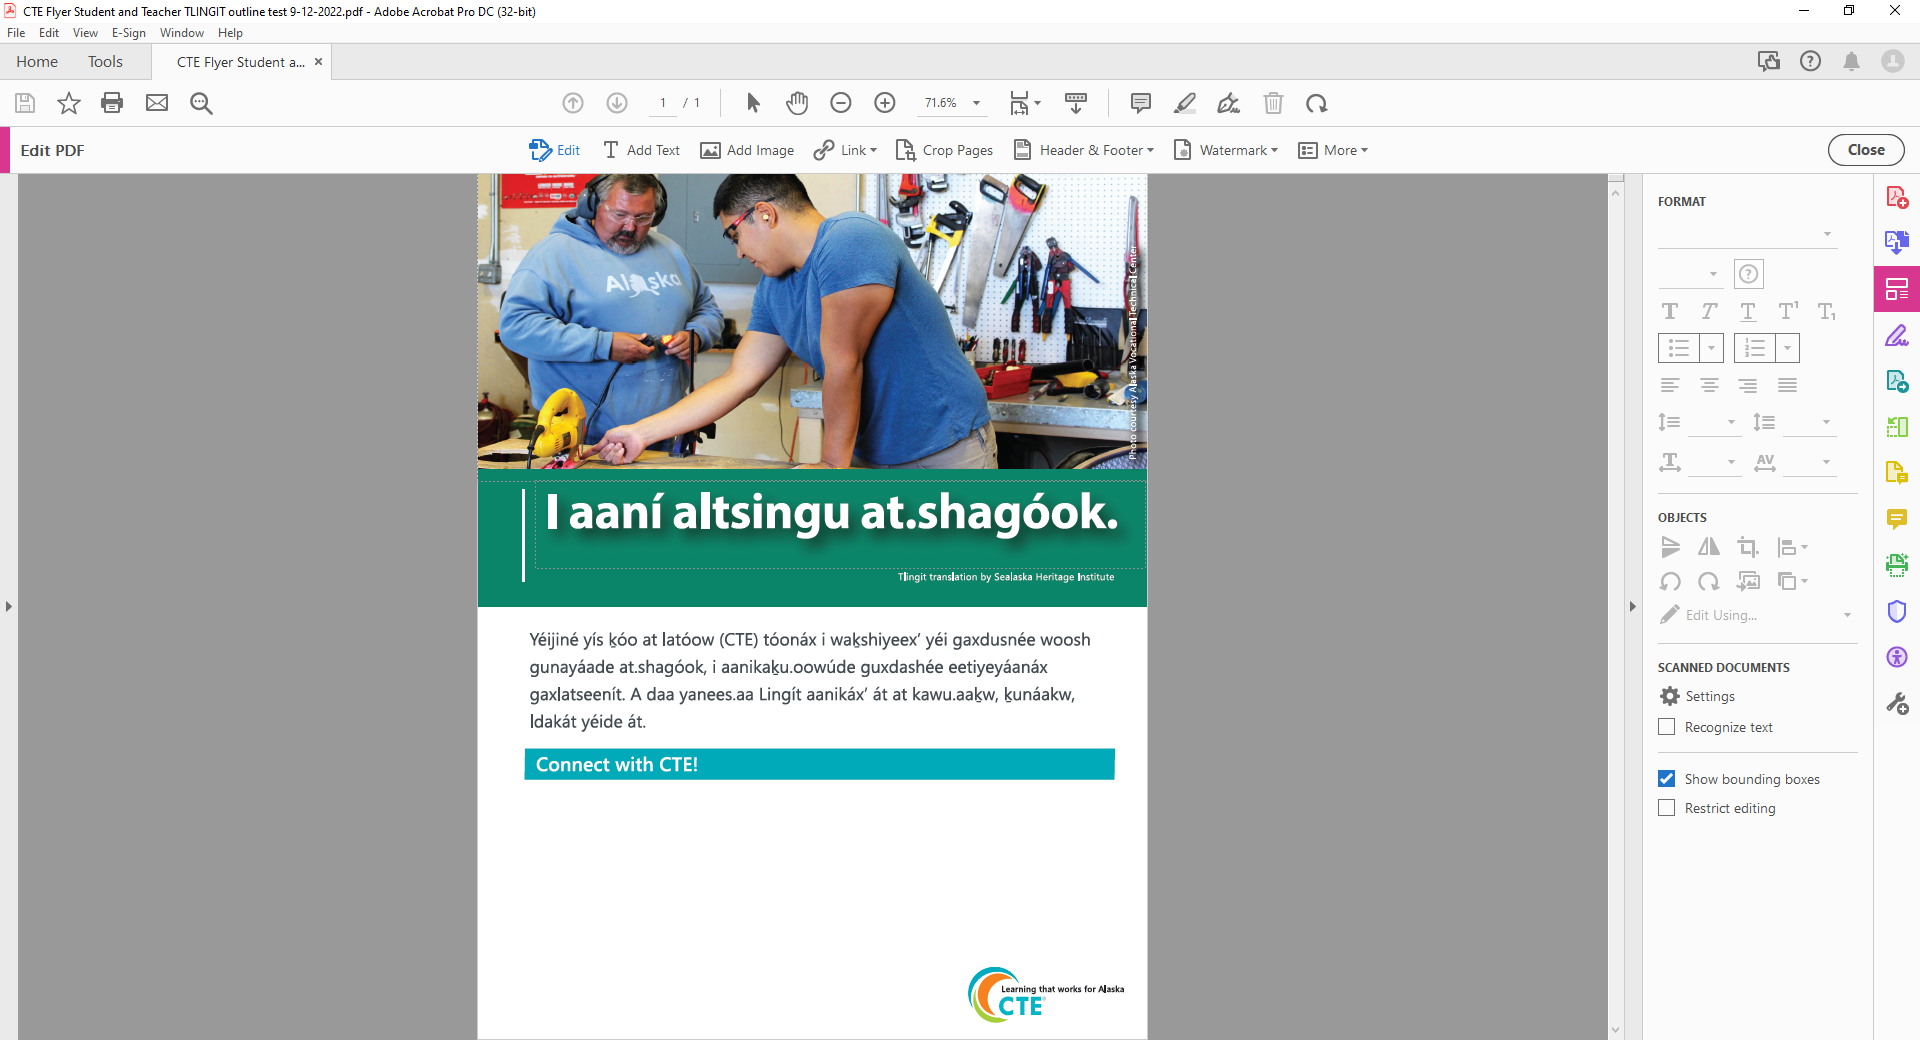 CTE Flyer Student and Teacher TLINGIT outline test 9-12-2022.pdf - Adobe Acrobat Pro DC (32-bit)
File Edit View E-Sign Window Help
Home Tools CTE Flyer Student a... ×
1 / 1 71.6%
Edit PDF Edit Add Text Add Image Link Crop Pages Header & Footer Watermark More Close
Alaska
Photo courtesy Alaska Vocational Technical Center
I aaní altsingu at.shagóok.
Tlingit translation by Sealaska Heritage Institute
Yéijiné yís ḵóo at latóow (CTE) tóonáx i waḵshiyeex’ yéi gaxdusnée woosh
gunayáade at.shagóok, i aanikaḵu.oowúde guxdashée eetiyeyáanáx
gaxlatseenít. A daa yanees.aa Lingít aanikáx’ át at kawu.aaḵw, ḵunáakw,
ldakát yéide át.
Connect with CTE!
Learning that works for Alaska
CTE
FORMAT
OBJECTS
Edit Using...
SCANNED DOCUMENTS
Settings
Recognize text
Show bounding boxes
Restrict editing